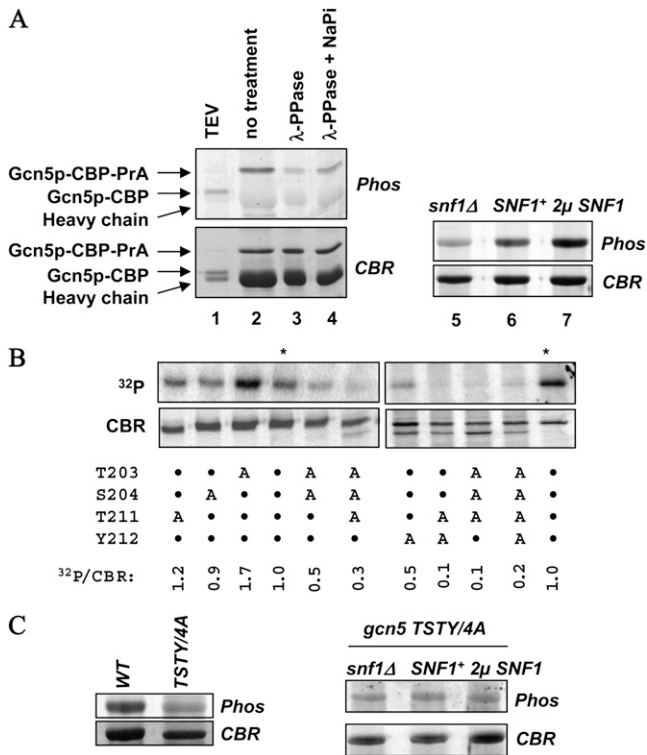 A
TEV
no treatment
λ-PPase
λ-PPase + NaPi
Gcn5p-CBP-PrA
Gcn5p-CBP
Heavy chain
Phos
Gcn5p-CBP-PrA
Gcn5p-CBP
Heavy chain
CBR
1 2 3 4
snf1Δ SNF1+ 2μ SNF1
Phos
CBR
5 6 7
B
* *
32P
CBR
T203 • • A • A A • • A A •
S204 • A • • A A • • A A •
T211 A • • • • A • A A A •
Y212 • • • • • • A A • A •
32P/CBR: 1.2 0.9 1.7 1.0 0.5 0.3 0.5 0.1 0.1 0.2 1.0
C
WT
TSTY/4A
Phos
CBR
gcn5 TSTY/4A
snf1Δ SNF1+ 2μ SNF1
Phos
CBR